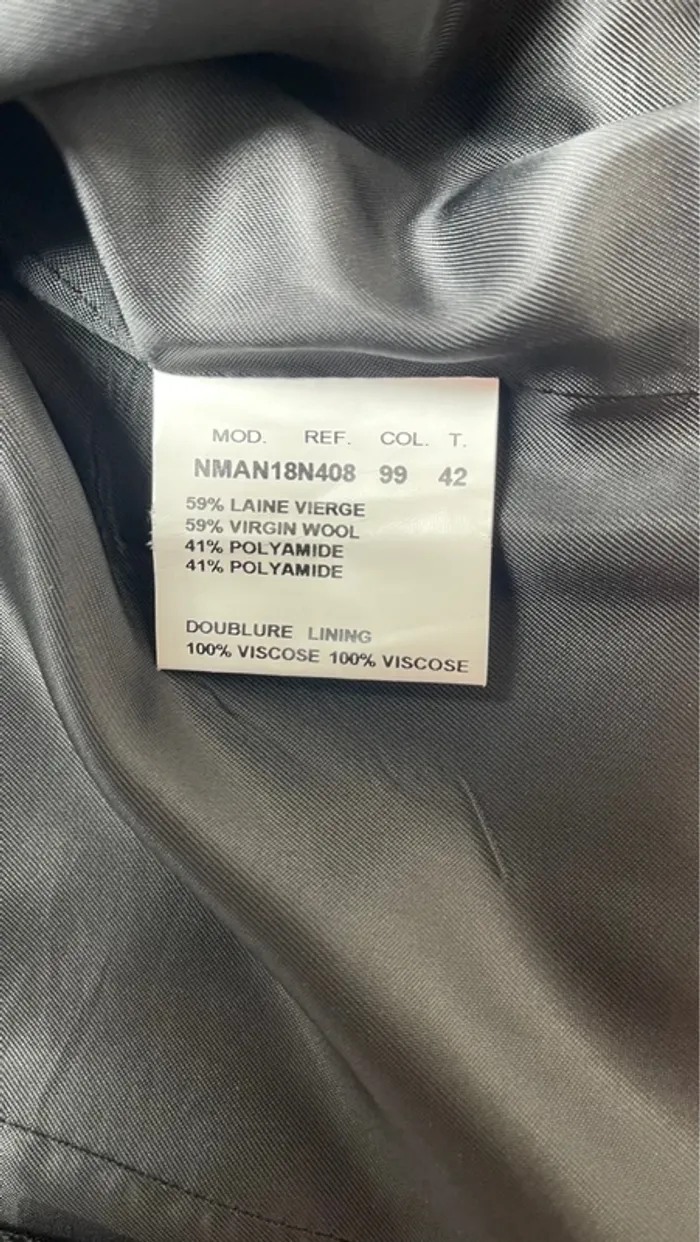 MOD. REF. COL. T.
NMAN18N408 99 42
59% LAINE VIERGE
59% VIRGIN WOOL
41% POLYAMIDE
41% POLYAMIDE
DOUBLURE LINING
100% VISCOSE 100% VISCOSE